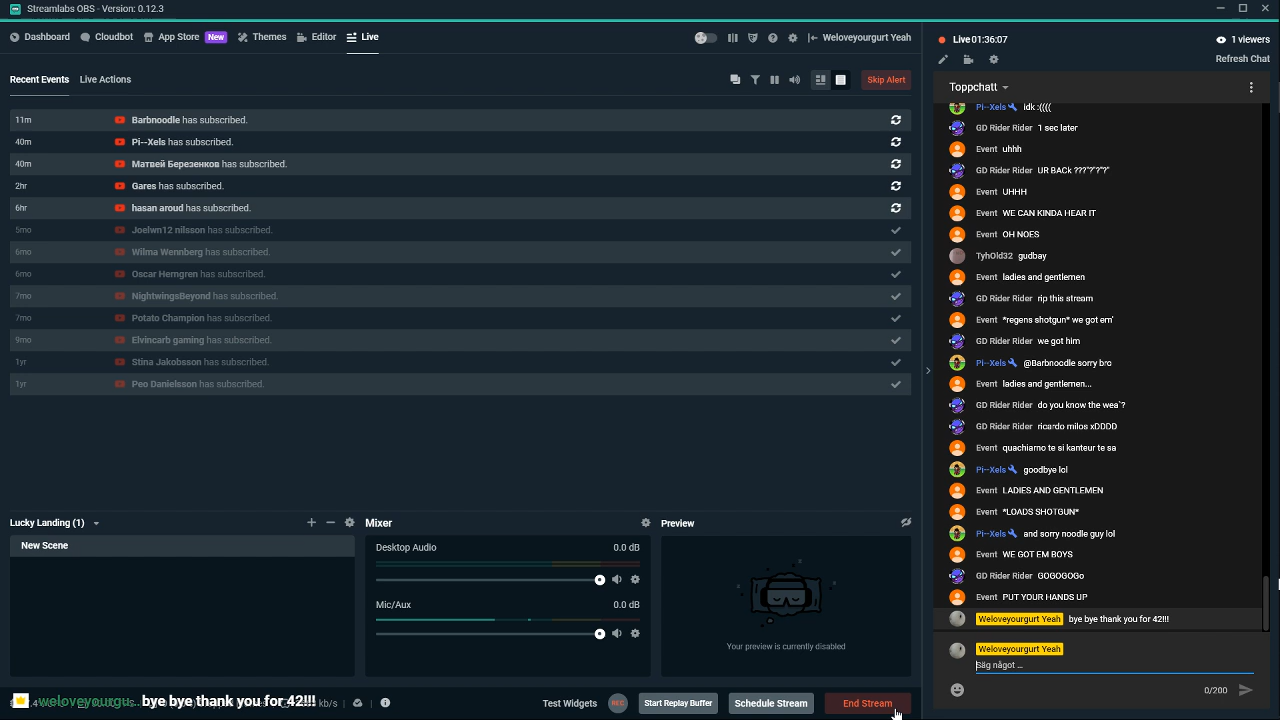 Streamlabs OBS - Version: 0.12.3
Dashboard Cloudbot App Store New Themes Editor Live Weloveyourgurt Yeah
Recent Events Live Actions Skip Alert
11m Barbnoodle has subscribed.
40m Pi--Xels has subscribed.
40m Матвей Березенков has subscribed.
2hr Gares has subscribed.
6hr hasan aroud has subscribed.
5mo Joelwn12 nilsson has subscribed.
6mo Wilma Wennberg has subscribed.
6mo Oscar Herngren has subscribed.
7mo NightwingsBeyond has subscribed.
7mo Potato Champion has subscribed.
9mo Elvincarb gaming has subscribed.
1yr Stina Jakobsson has subscribed.
1yr Peo Danielsson has subscribed.
Lucky Landing (1)
New Scene
Mixer
Desktop Audio 0.0 dB
Mic/Aux 0.0 dB
Preview
Your preview is currently disabled
weloveyourgu: bye bye thank you for 42!!! kb/s
Test Widgets REC Start Replay Buffer Schedule Stream End Stream
Live 01:36:07 1 viewers
Refresh Chat
Toppchatt
Pi--Xels idk :((((
GD Rider Rider 1 sec later
Event uhhh
GD Rider Rider UR BACk ???"?"?"?"
Event UHHH
Event WE CAN KINDA HEAR IT
Event OH NOES
TyhOld32 gudbay
Event ladies and gentlemen
GD Rider Rider rip this stream
Event *regens shotgun* we got em'
GD Rider Rider we got him
Pi--Xels @Barbnoodle sorry bro
Event ladies and gentlemen...
GD Rider Rider do you know the wea`?
GD Rider Rider ricardo milos xDDDD
Event quachiarno te si kanteur te sa
Pi--Xels goodbye lol
Event LADIES AND GENTLEMEN
Event *LOADS SHOTGUN*
Pi--Xels and sorry noodle guy lol
Event WE GOT EM BOYS
GD Rider Rider GOGOGOGo
Event PUT YOUR HANDS UP
Weloveyourgurt Yeah bye bye thank you for 42!!!
Weloveyourgurt Yeah
Säg något ...
0/200